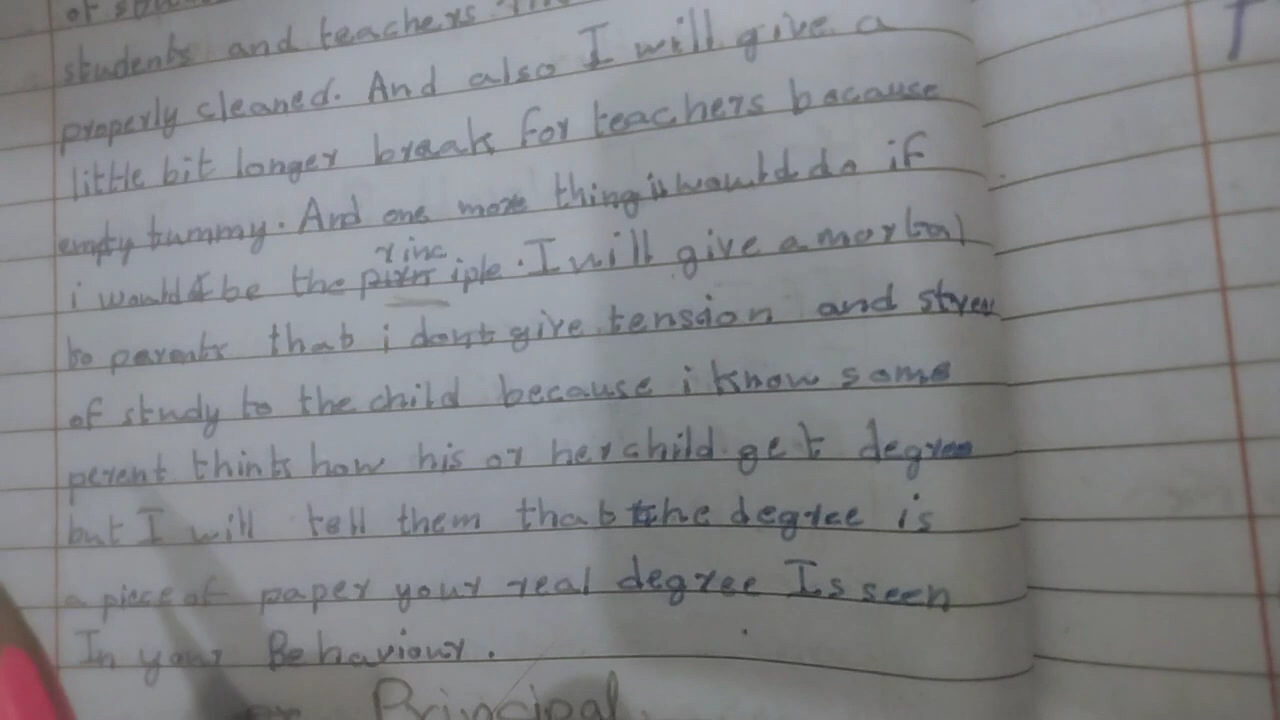 students and teachers
properly cleaned. And also I will give a
little bit longer break for teachers bacause
empty tummy. And one more thing i would do if
i would be the principle. I will give a mortal
to parents that i dont give tension and stress
of study to the child because i know some
perent think how his or her child get degree
but I will tell them that the degree is
a piece of paper your real degree Is seen
In your Behaviour.
Principal